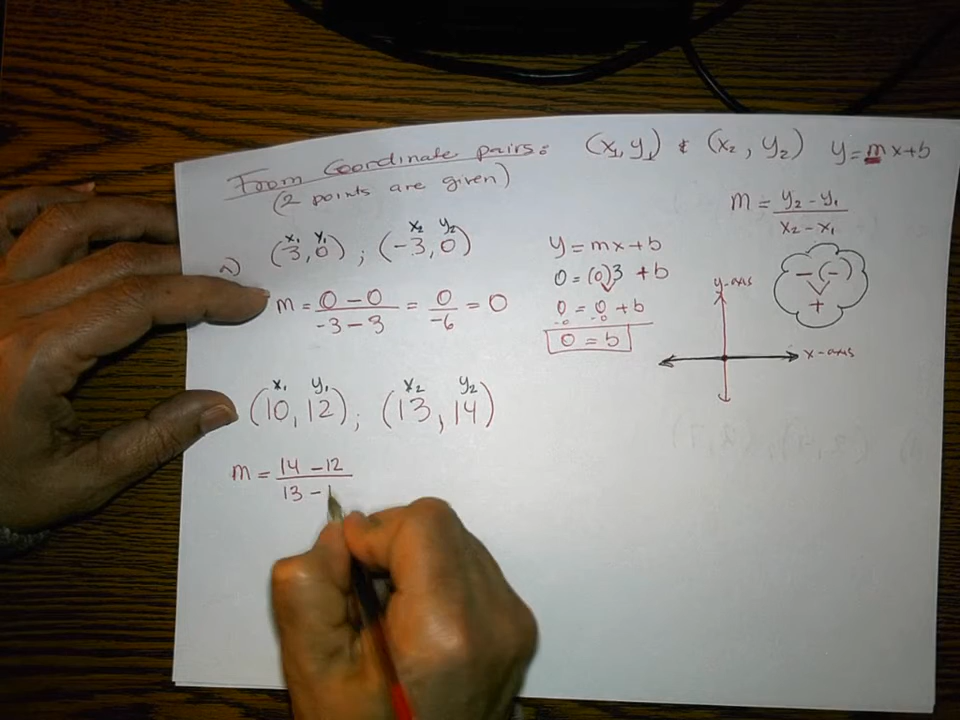 From Coordinate pairs: (x₁, y₁) & (x₂, y₂) y = mx+b
(2 points are given)
m = y₂ - y₁ / x₂ - x₁
x₁ y₁ x₂ y₂
a) (3, 0) ; (-3, 0)
m = 0 - 0 / -3 - 3 = 0 / -6 = 0
y = mx + b
0 = (0)3 + b
0 = 0 + b
-0 -0
0 = b
- (-)
+
y-axis
x-axis
x₁ y₁ x₂ y₂
(10, 12) ; (13, 14)
m = 14 - 12 / 13 - 1